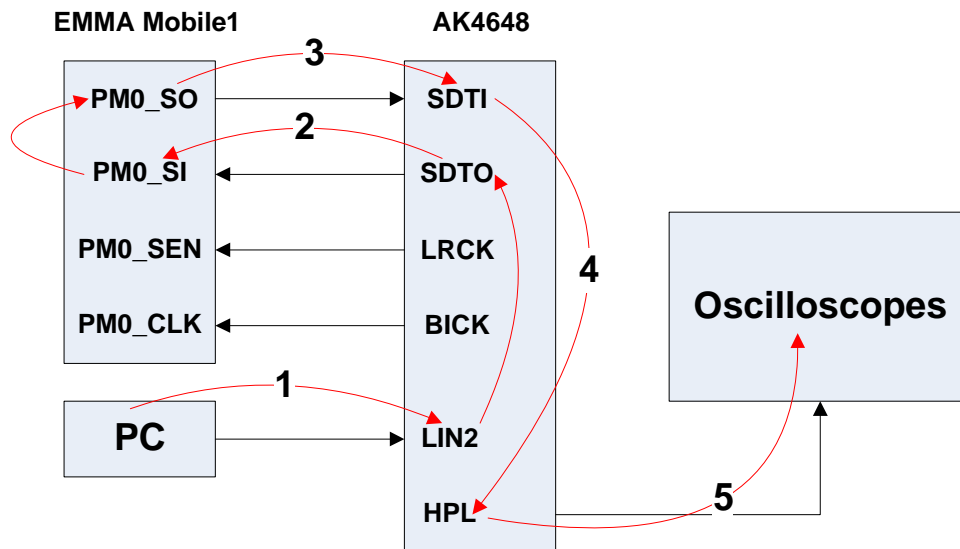 EMMA Mobile1
AK4648
3
PM0_SO
SDTI
2
PM0_SI
SDTO
PM0_SEN
LRCK
4
Oscilloscopes
PM0_CLK
BICK
1
PC
LIN2
HPL
5